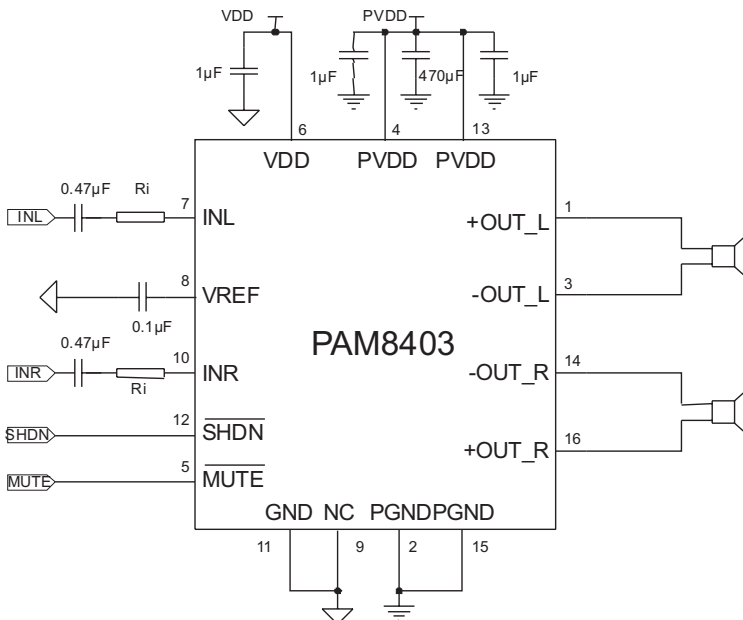 VDD PVDD
1µF 1µF 470µF 1µF
6 4 13
VDD PVDD PVDD
0.47µF Ri
INL 7 INL
1 +OUT_L
8 VREF
3 -OUT_L
0.1µF
PAM8403
0.47µF
INR 10 INR
Ri
14 -OUT_R
12 SHDN SHDN
16 +OUT_R
5 MUTE MUTE
GND NC PGND PGND
11 9 2 15